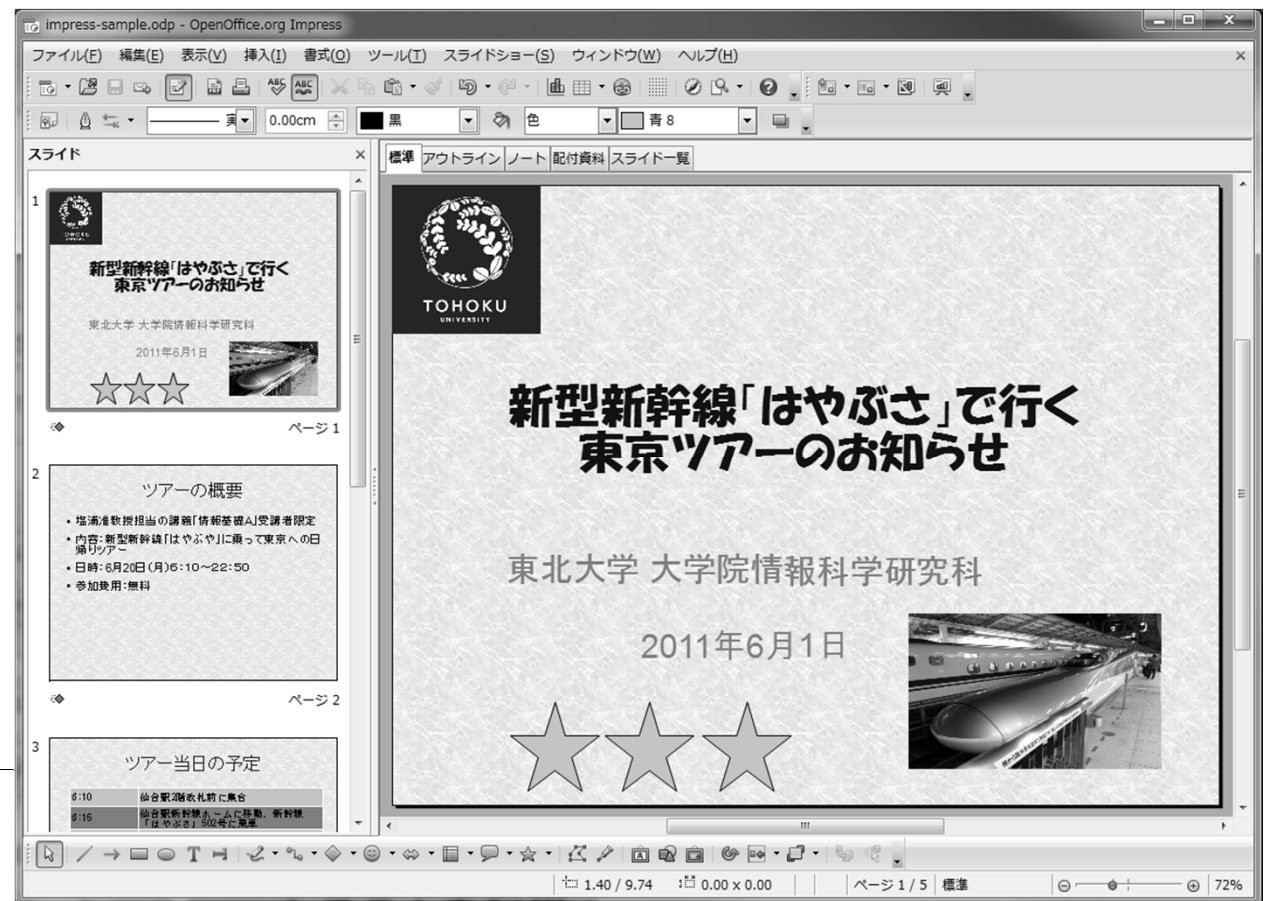 impress-sample.odp - OpenOffice.org Impress
ファイル(F) 編集(E) 表示(V) 挿入(I) 書式(O) ツール(T) スライドショー(S) ウィンドウ(W) ヘルプ(H)
実
0.00cm
黒
色
青 8
スライド
標準
アウトライン
ノート
配付資料
スライド一覧
1
TOHOKU
新型新幹線「はやぶさ」で行く
東京ツアーのお知らせ
東北大学 大学院情報科学研究科
2011年6月1日
ページ 1
2
ツアーの概要
• 塩浦准教授担当の講義「情報基礎A」受講者限定
• 内容:新型新幹線「はやぶや」に乗って東京への日
帰りツアー
• 日時:6月20日(月)6:10～22:50
• 参加費用:無料
ページ 2
3
ツアー当日の予定
6:10 仙台駅2階改札前に集合
6:16 仙台駅新幹線ホームに移動，新幹線
「はやぶさ」502号に乗車
TOHOKU
UNIVERSITY
新型新幹線「はやぶさ」で行く
東京ツアーのお知らせ
東北大学 大学院情報科学研究科
2011年6月1日
1.40 / 9.74
0.00 x 0.00
ページ 1 / 5
標準
72%